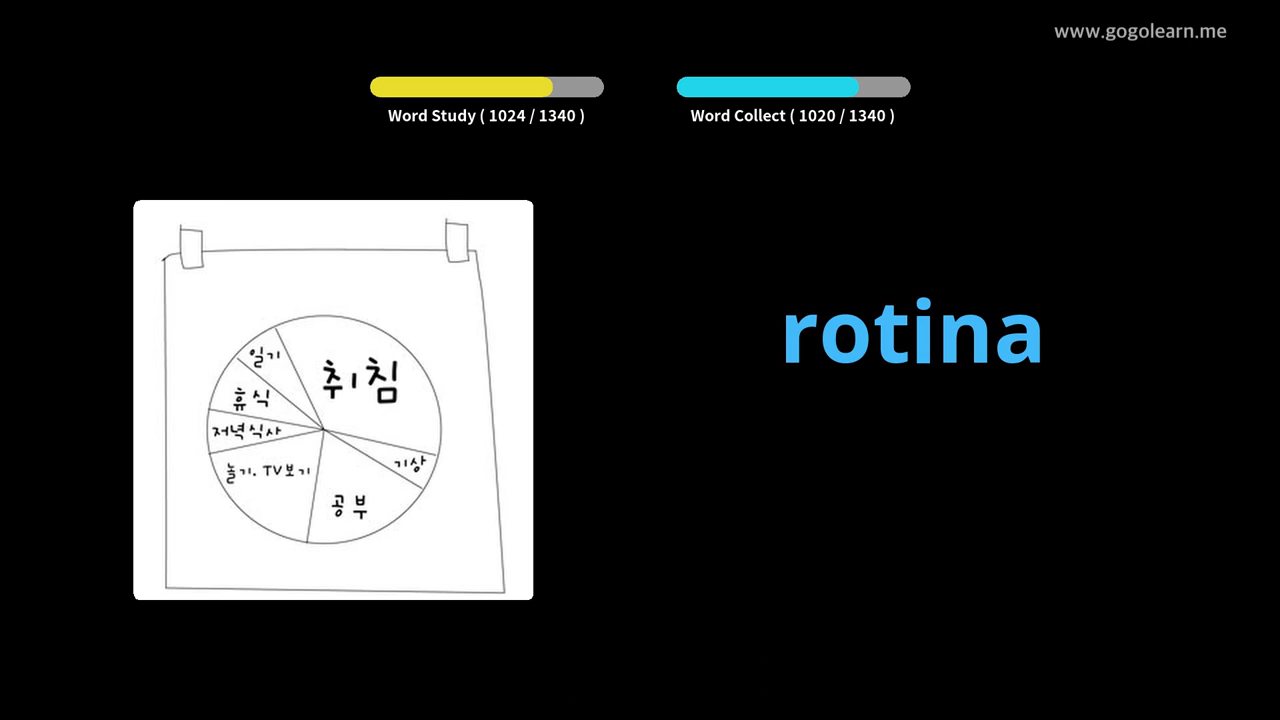 www.gogolearn.me
Word Study ( 1024 / 1340 )
Word Collect ( 1020 / 1340 )
일기
취침
휴식
저녁식사
기상
놀기. TV보기
공부
rotina